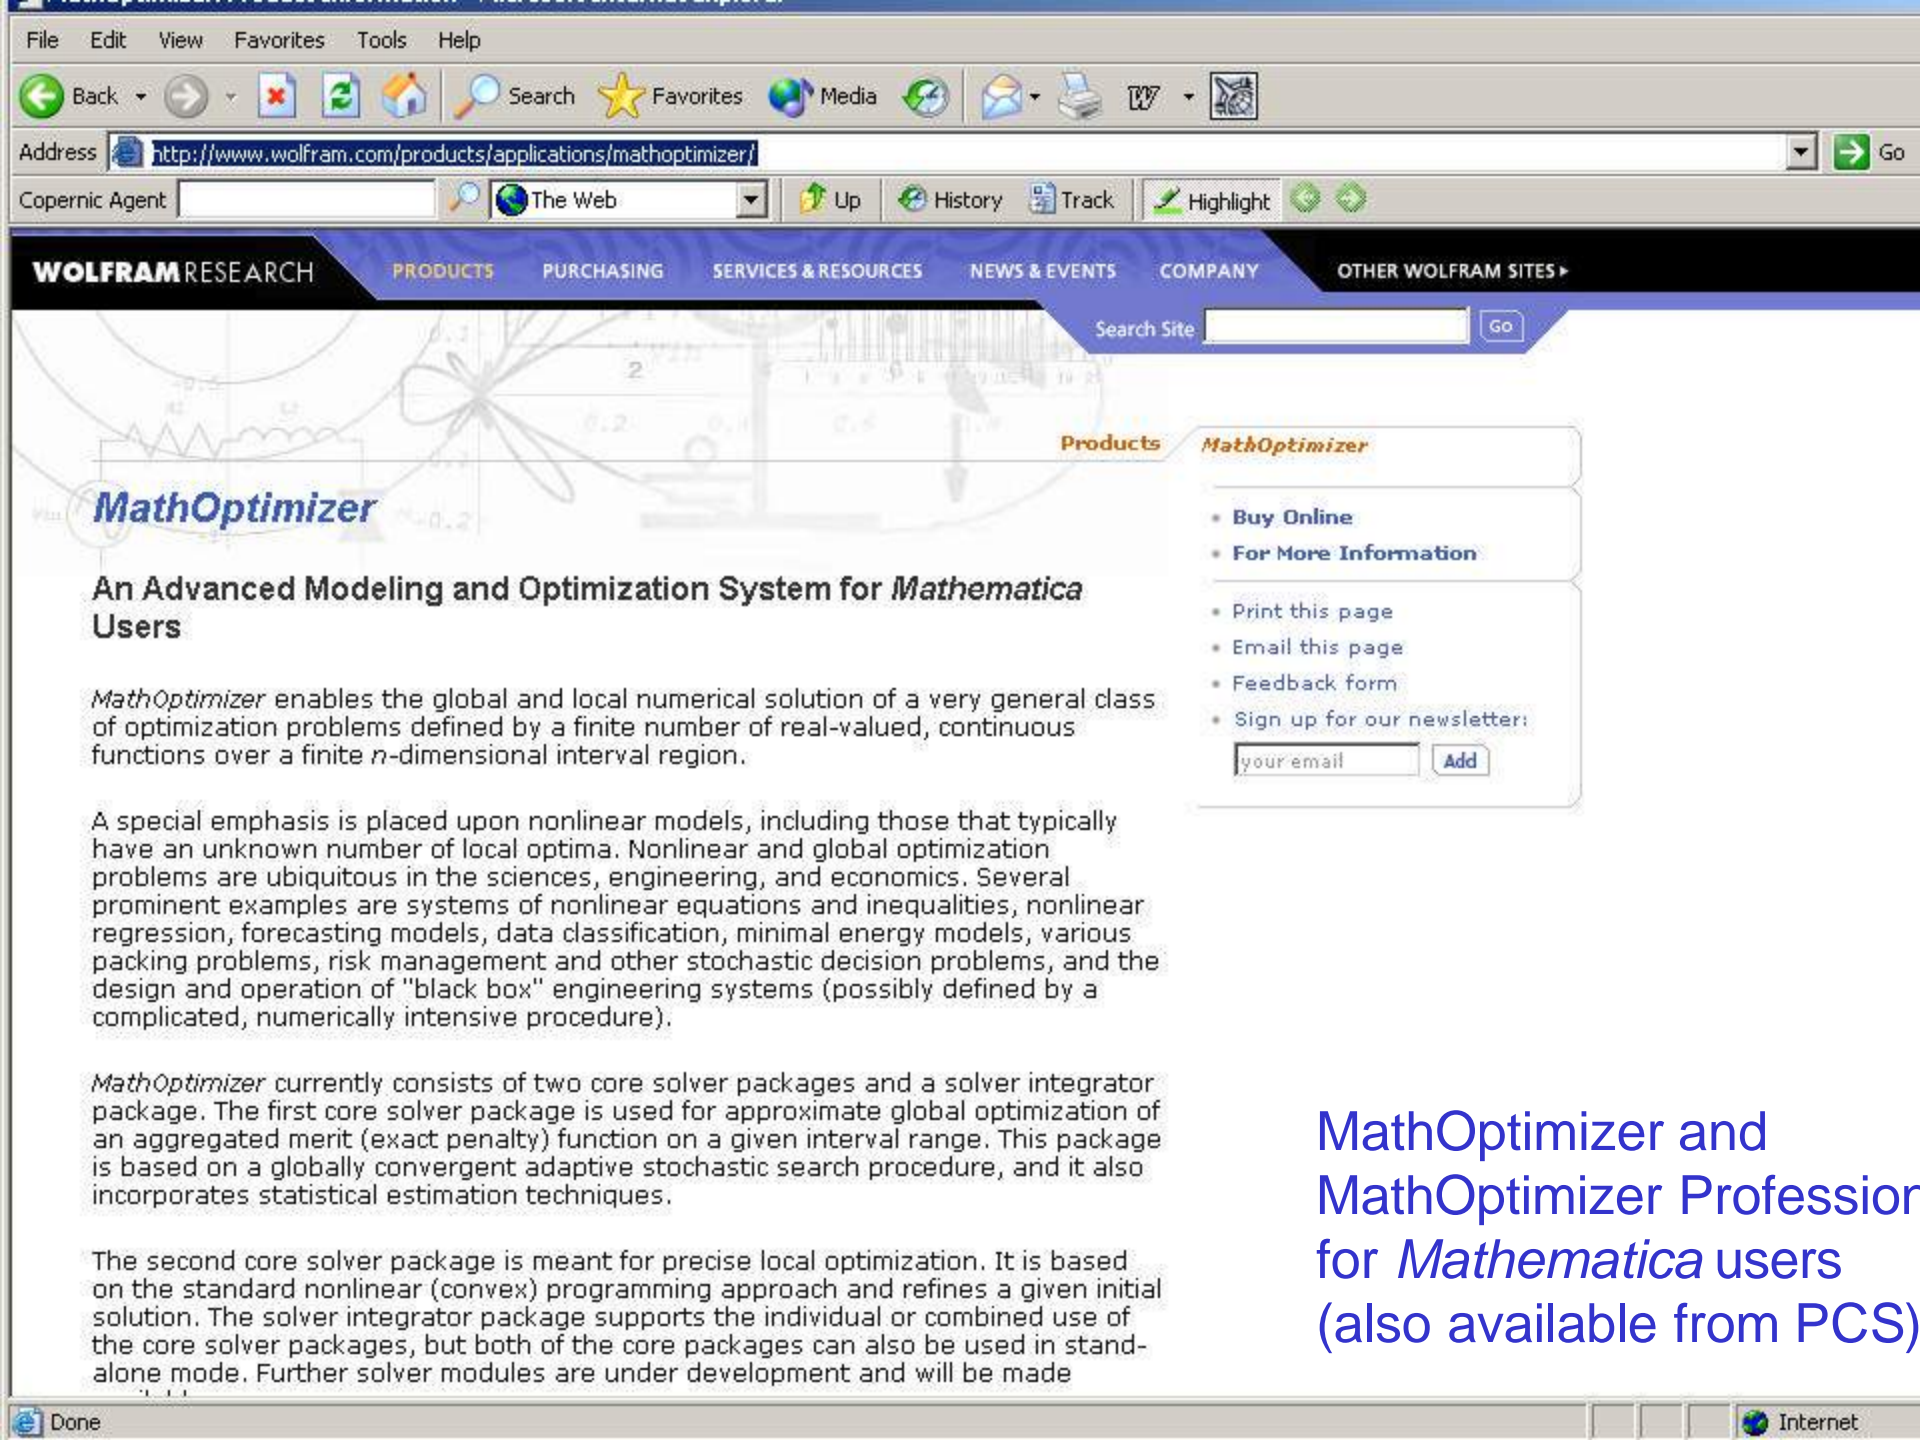 File Edit View Favorites Tools Help
Back Search Favorites Media
Address http://www.wolfram.com/products/applications/mathoptimizer/ Go
Copernic Agent The Web Up History Track Highlight
WOLFRAMRESEARCH PRODUCTS PURCHASING SERVICES & RESOURCES NEWS & EVENTS COMPANY OTHER WOLFRAM SITES
Search Site Go
Products MathOptimizer
MathOptimizer
An Advanced Modeling and Optimization System for Mathematica
Users
MathOptimizer enables the global and local numerical solution of a very general class
of optimization problems defined by a finite number of real-valued, continuous
functions over a finite n-dimensional interval region.
A special emphasis is placed upon nonlinear models, including those that typically
have an unknown number of local optima. Nonlinear and global optimization
problems are ubiquitous in the sciences, engineering, and economics. Several
prominent examples are systems of nonlinear equations and inequalities, nonlinear
regression, forecasting models, data classification, minimal energy models, various
packing problems, risk management and other stochastic decision problems, and the
design and operation of "black box" engineering systems (possibly defined by a
complicated, numerically intensive procedure).
MathOptimizer currently consists of two core solver packages and a solver integrator
package. The first core solver package is used for approximate global optimization of
an aggregated merit (exact penalty) function on a given interval range. This package
is based on a globally convergent adaptive stochastic search procedure, and it also
incorporates statistical estimation techniques.
The second core solver package is meant for precise local optimization. It is based
on the standard nonlinear (convex) programming approach and refines a given initial
solution. The solver integrator package supports the individual or combined use of
the core solver packages, but both of the core packages can also be used in stand-
alone mode. Further solver modules are under development and will be made
Buy Online
For More Information
Print this page
Email this page
Feedback form
Sign up for our newsletter:
your email Add
MathOptimizer and
MathOptimizer Profession
for Mathematica users
(also available from PCS)
Done Internet